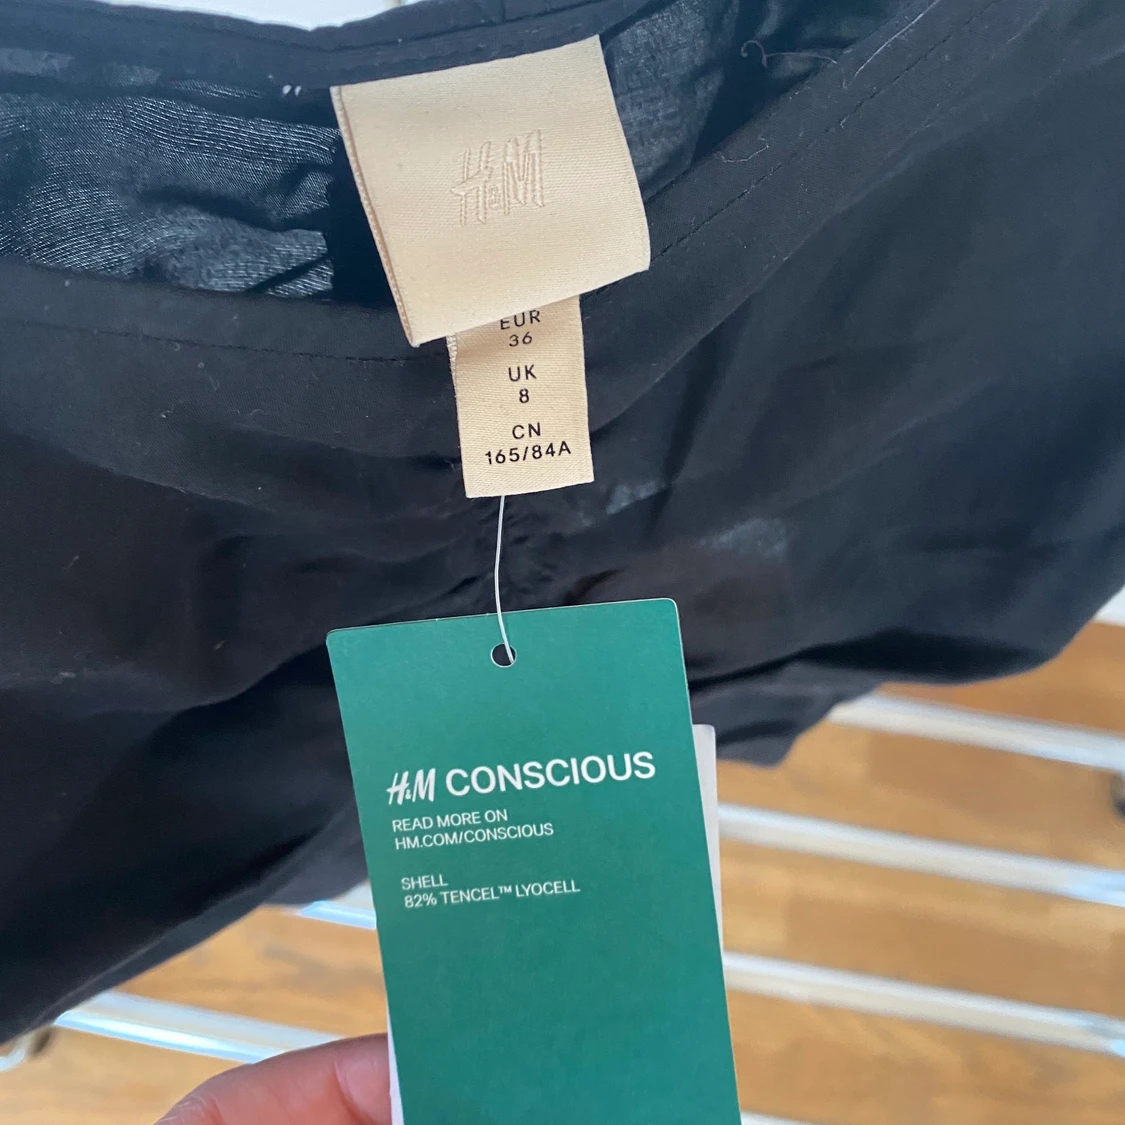 H&M
EUR
36
UK
8
CN
165/84A
H&M CONSCIOUS
READ MORE ON
HM.COM/CONSCIOUS
SHELL
82% TENCEL™ LYOCELL